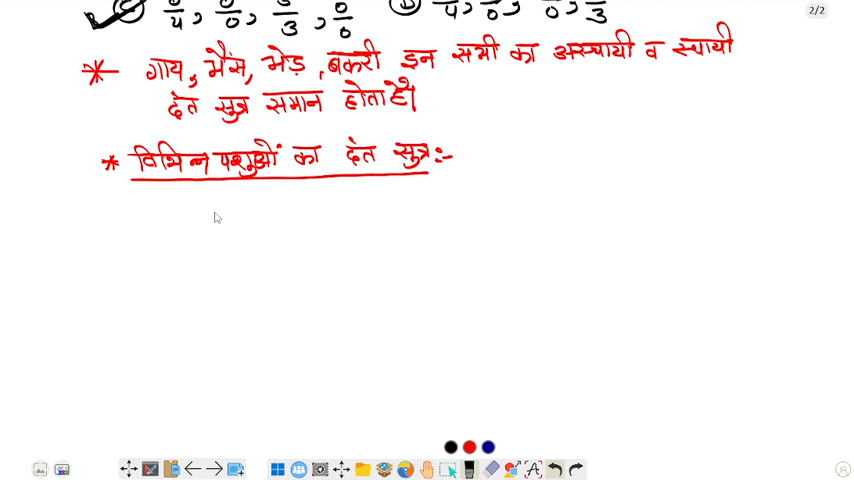 2/2
गाय, भैंस, भेड़, बकरी इन सभी का अस्थायी व स्थायी
दंत सुत्र समान होता है।
* विभिन्न पशुओं का दंत सुत्र :-